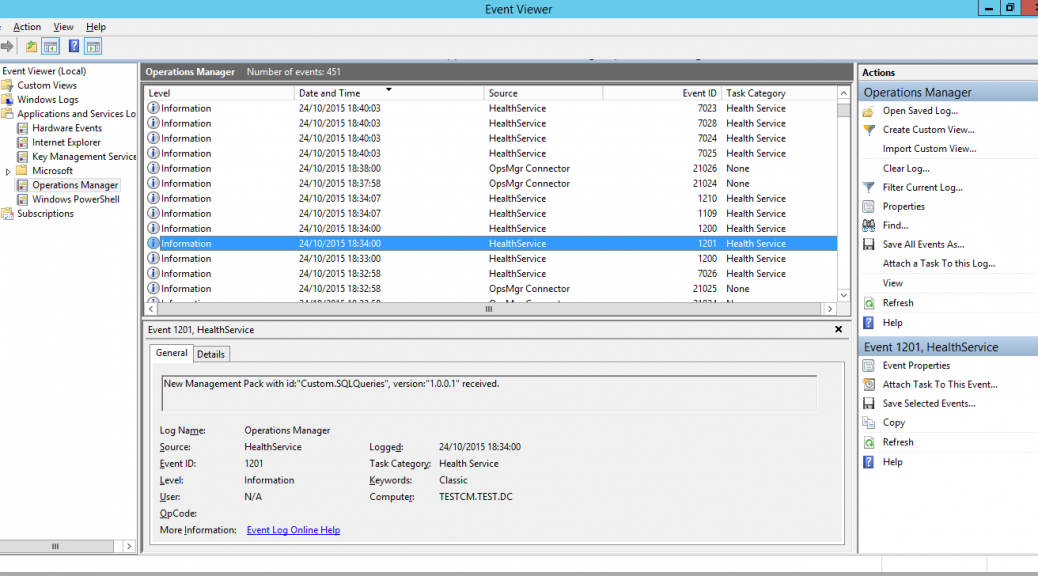 Event Viewer
Action View Help
Event Viewer (Local)
Custom Views
Windows Logs
Applications and Services Lo
Hardware Events
Internet Explorer
Key Management Service
Microsoft
Operations Manager
Windows PowerShell
Subscriptions
Operations Manager Number of events: 451
Level Date and Time Source Event ID Task Category
Information 24/10/2015 18:40:03 HealthService 7023 Health Service
Information 24/10/2015 18:40:03 HealthService 7028 Health Service
Information 24/10/2015 18:40:03 HealthService 7024 Health Service
Information 24/10/2015 18:40:03 HealthService 7025 Health Service
Information 24/10/2015 18:38:00 OpsMgr Connector 21026 None
Information 24/10/2015 18:37:58 OpsMgr Connector 21024 None
Information 24/10/2015 18:34:07 HealthService 1210 Health Service
Information 24/10/2015 18:34:07 HealthService 1109 Health Service
Information 24/10/2015 18:34:00 HealthService 1200 Health Service
Information 24/10/2015 18:34:00 HealthService 1201 Health Service
Information 24/10/2015 18:33:00 HealthService 1200 Health Service
Information 24/10/2015 18:32:58 HealthService 7026 Health Service
Information 24/10/2015 18:32:58 OpsMgr Connector 21025 None
Event 1201, HealthService
General Details
New Management Pack with id:"Custom.SQLQueries", version:"1.0.0.1" received.
Log Name: Operations Manager
Source: HealthService Logged: 24/10/2015 18:34:00
Event ID: 1201 Task Category: Health Service
Level: Information Keywords: Classic
User: N/A Computer: TESTCM.TEST.DC
OpCode:
More Information: Event Log Online Help
Actions
Operations Manager
Open Saved Log...
Create Custom View...
Import Custom View...
Clear Log...
Filter Current Log...
Properties
Find...
Save All Events As...
Attach a Task To this Log...
View
Refresh
Help
Event 1201, HealthService
Event Properties
Attach Task To This Event...
Save Selected Events...
Copy
Refresh
Help